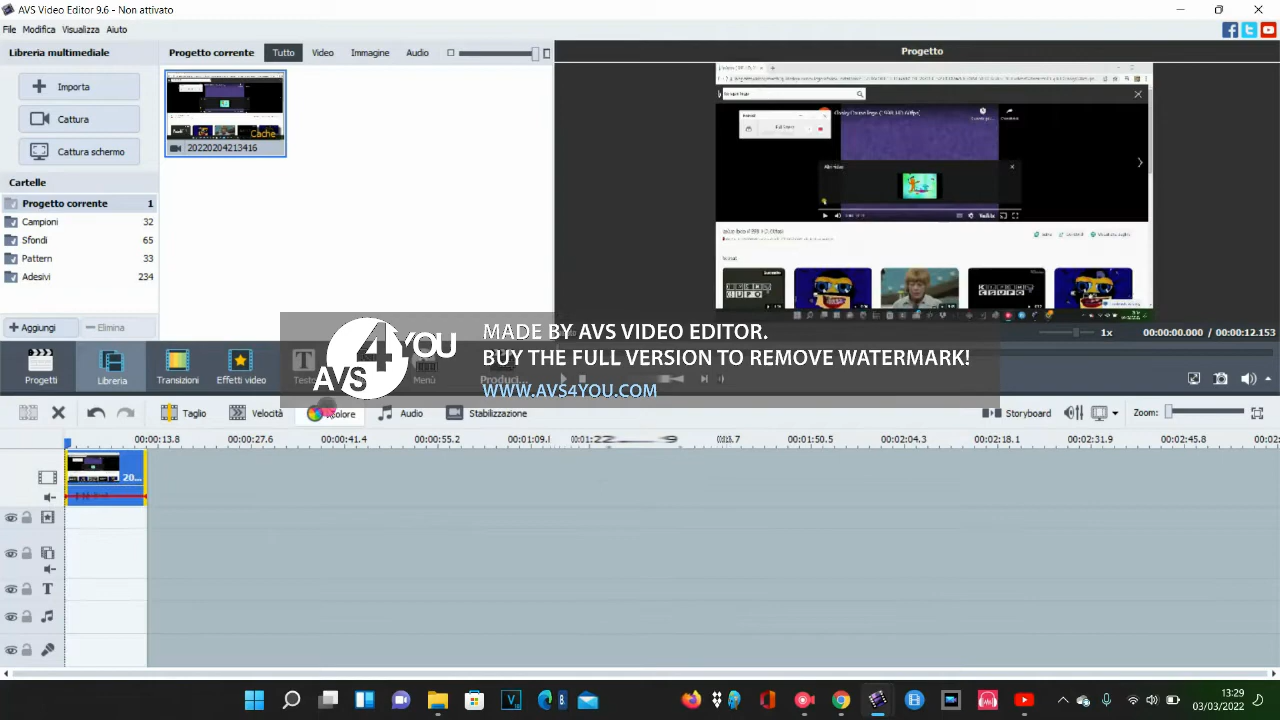 AVS Video Editor 9.6 - Non attivato
File Modifica Visualizza Aiuto
Libreria multimediale
Progetto corrente Tutto Video Immagine Audio
Progetto
Cattura
Cache
20220204213416
Cartelle
Progetto corrente 1
Campioni 32
Sfondi 65
Pattern 33
Adesivi 234
Aggiungi Elimina
1x 00:00:00.000 / 00:00:12.153
MADE BY AVS VIDEO EDITOR.
BUY THE FULL VERSION TO REMOVE WATERMARK!
WWW.AVS4YOU.COM
AVS4YOU
Progetti Libreria Transizioni Effetti video Menù
Taglio Velocità Audio Stabilizzazione Storyboard Zoom:
00:00:13.8 00:00:27.6 00:00:41.4 00:00:55.2 00:01:50.5 00:02:04.3 00:02:18.1 00:02:31.9 00:02:45.8
20...
T
13:29
03/03/2022